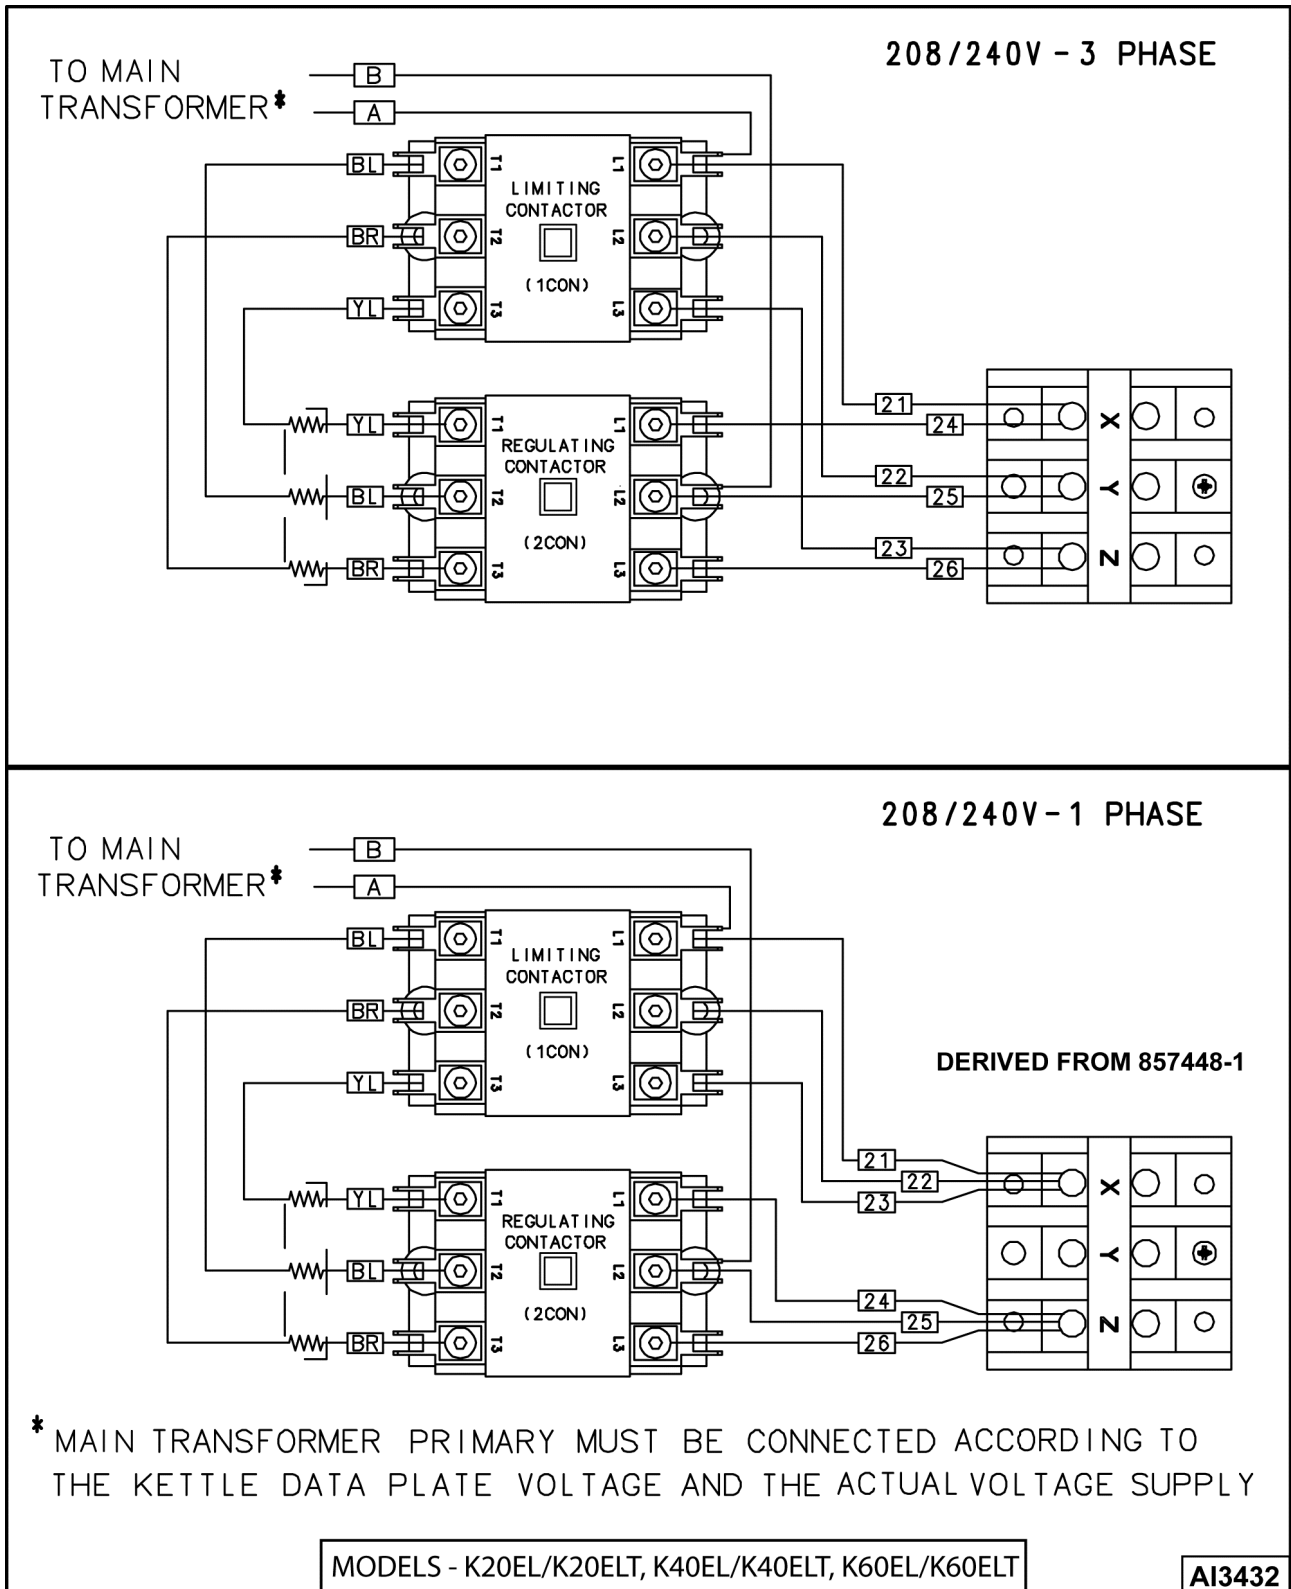 208/240V - 3 PHASE
TO MAIN
TRANSFORMER*
B
A
BL
T1
L1
LIMITING
CONTACTOR
BR
T2
L2
(1CON)
YL
T3
L3
21
24
YL
T1
L1
REGULATING
CONTACTOR
X
22
25
BL
T2
L2
Y
(2CON)
23
26
BR
T3
L3
Z
208/240V - 1 PHASE
TO MAIN
TRANSFORMER*
B
A
BL
T1
L1
LIMITING
CONTACTOR
BR
T2
L2
(1CON)
DERIVED FROM 857448-1
YL
T3
L3
21
22
23
X
YL
T1
L1
REGULATING
CONTACTOR
Y
BL
T2
L2
(2CON)
24
25
26
Z
BR
T3
L3
* MAIN TRANSFORMER PRIMARY MUST BE CONNECTED ACCORDING TO
THE KETTLE DATA PLATE VOLTAGE AND THE ACTUAL VOLTAGE SUPPLY
MODELS - K20EL/K20ELT, K40EL/K40ELT, K60EL/K60ELT
AI3432